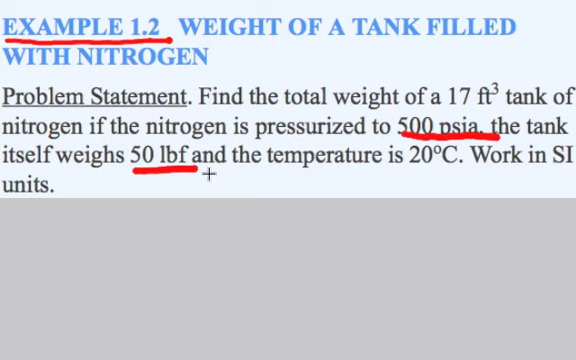 EXAMPLE 1.2 WEIGHT OF A TANK FILLED
WITH NITROGEN
Problem Statement. Find the total weight of a 17 ft³ tank of
nitrogen if the nitrogen is pressurized to 500 psia, the tank
itself weighs 50 lbf and the temperature is 20ºC. Work in SI
units.